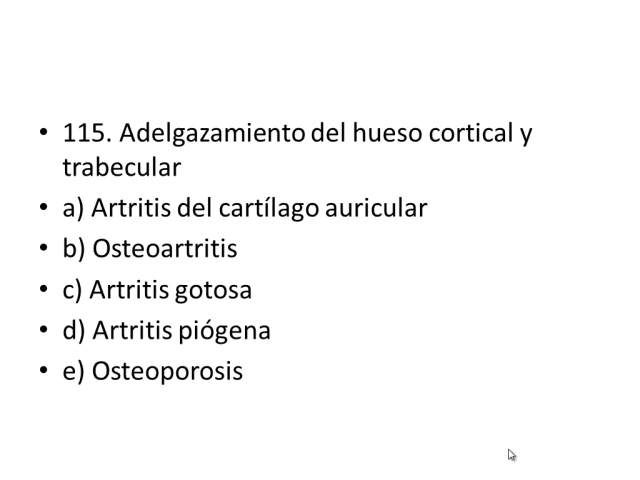 • 115. Adelgazamiento del hueso cortical y
trabecular
• a) Artritis del cartílago auricular
• b) Osteoartritis
• c) Artritis gotosa
• d) Artritis piógena
• e) Osteoporosis